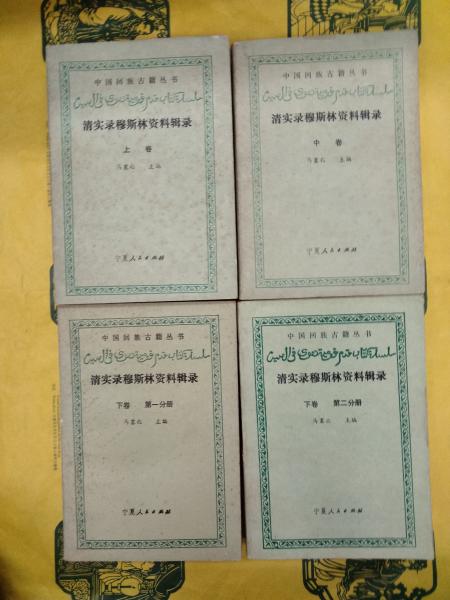 中国回族古籍丛书
清实录穆斯林资料辑录
上 卷
马塞北 主编
宁夏人民出版社
中国回族古籍丛书
清实录穆斯林资料辑录
中 卷
马塞北 主编
宁夏人民出版社
中国回族古籍丛书
清实录穆斯林资料辑录
下卷 第一分册
马塞北 主编
宁夏人民出版社
中国回族古籍丛书
清实录穆斯林资料辑录
下卷 第二分册
马塞北 主编
宁夏人民出版社